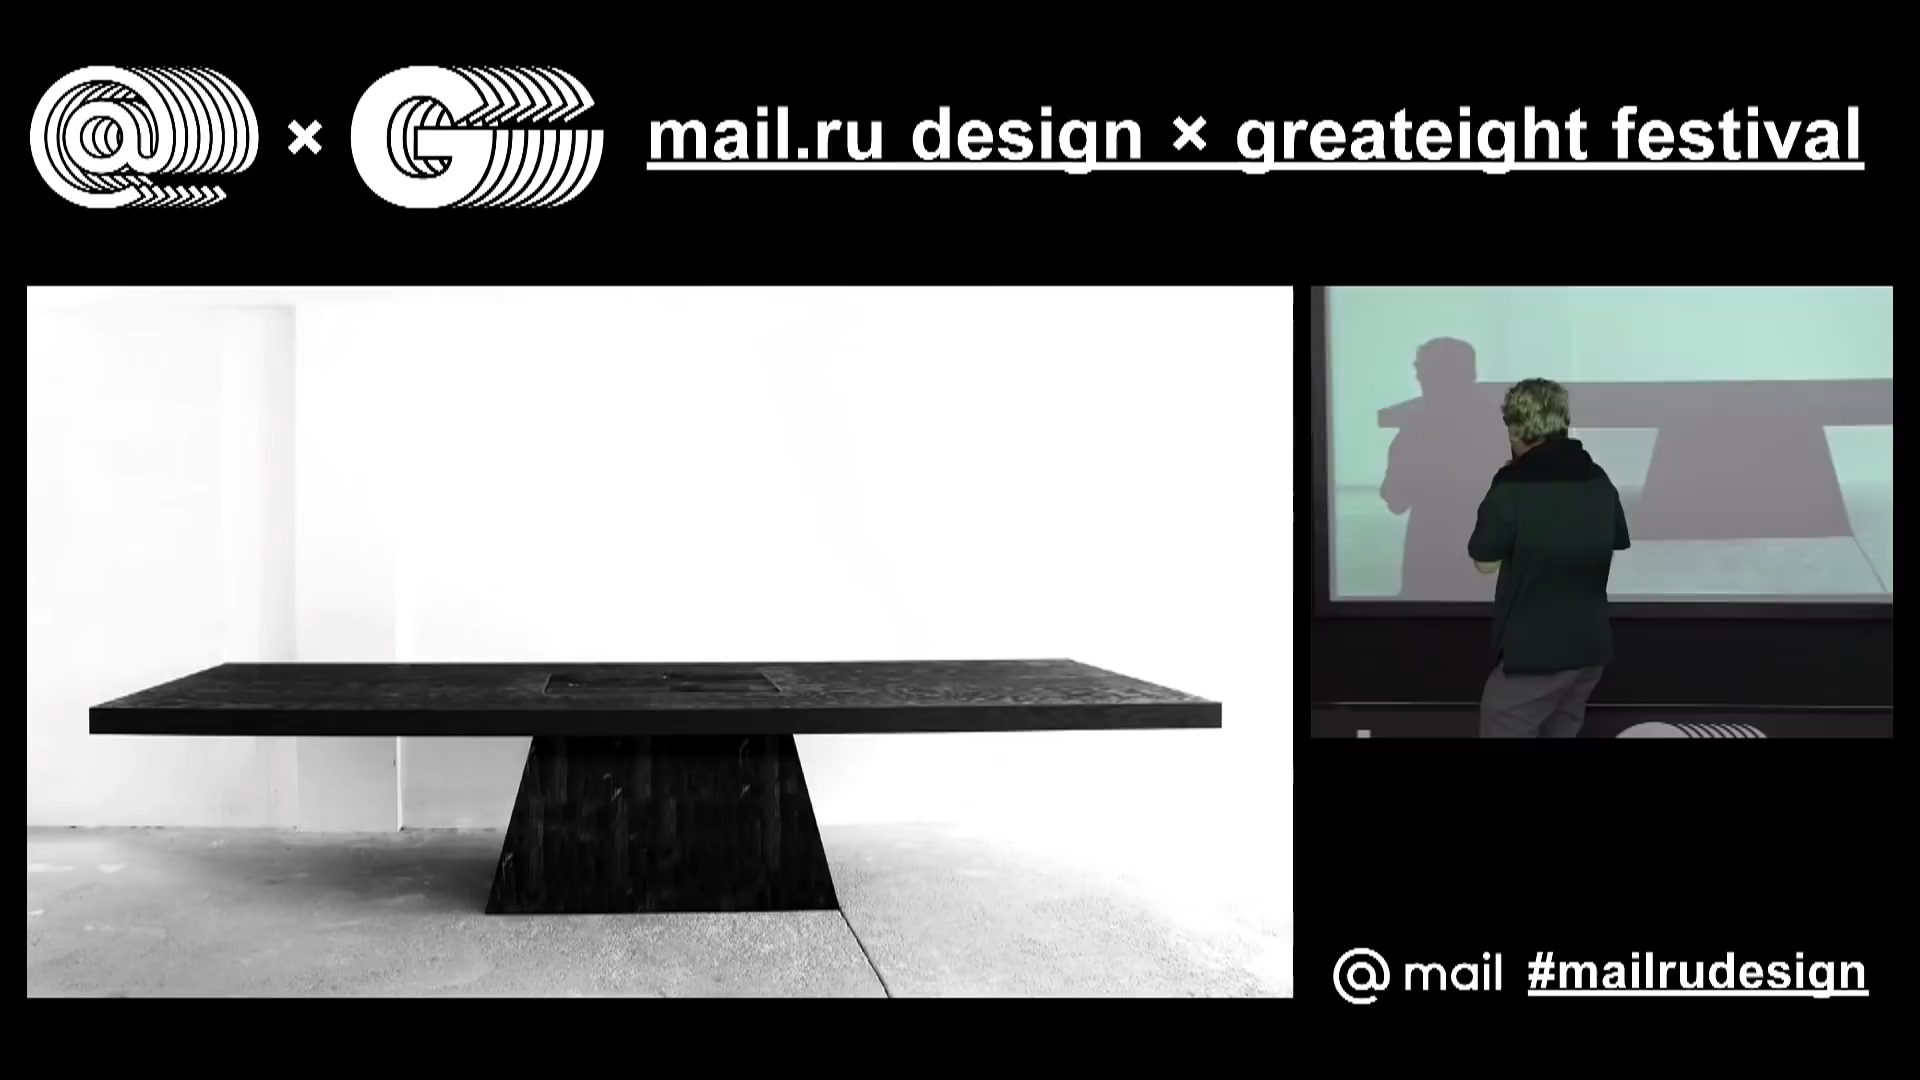 @ × G mail.ru design × greateight festival
@ mail #mailrudesign